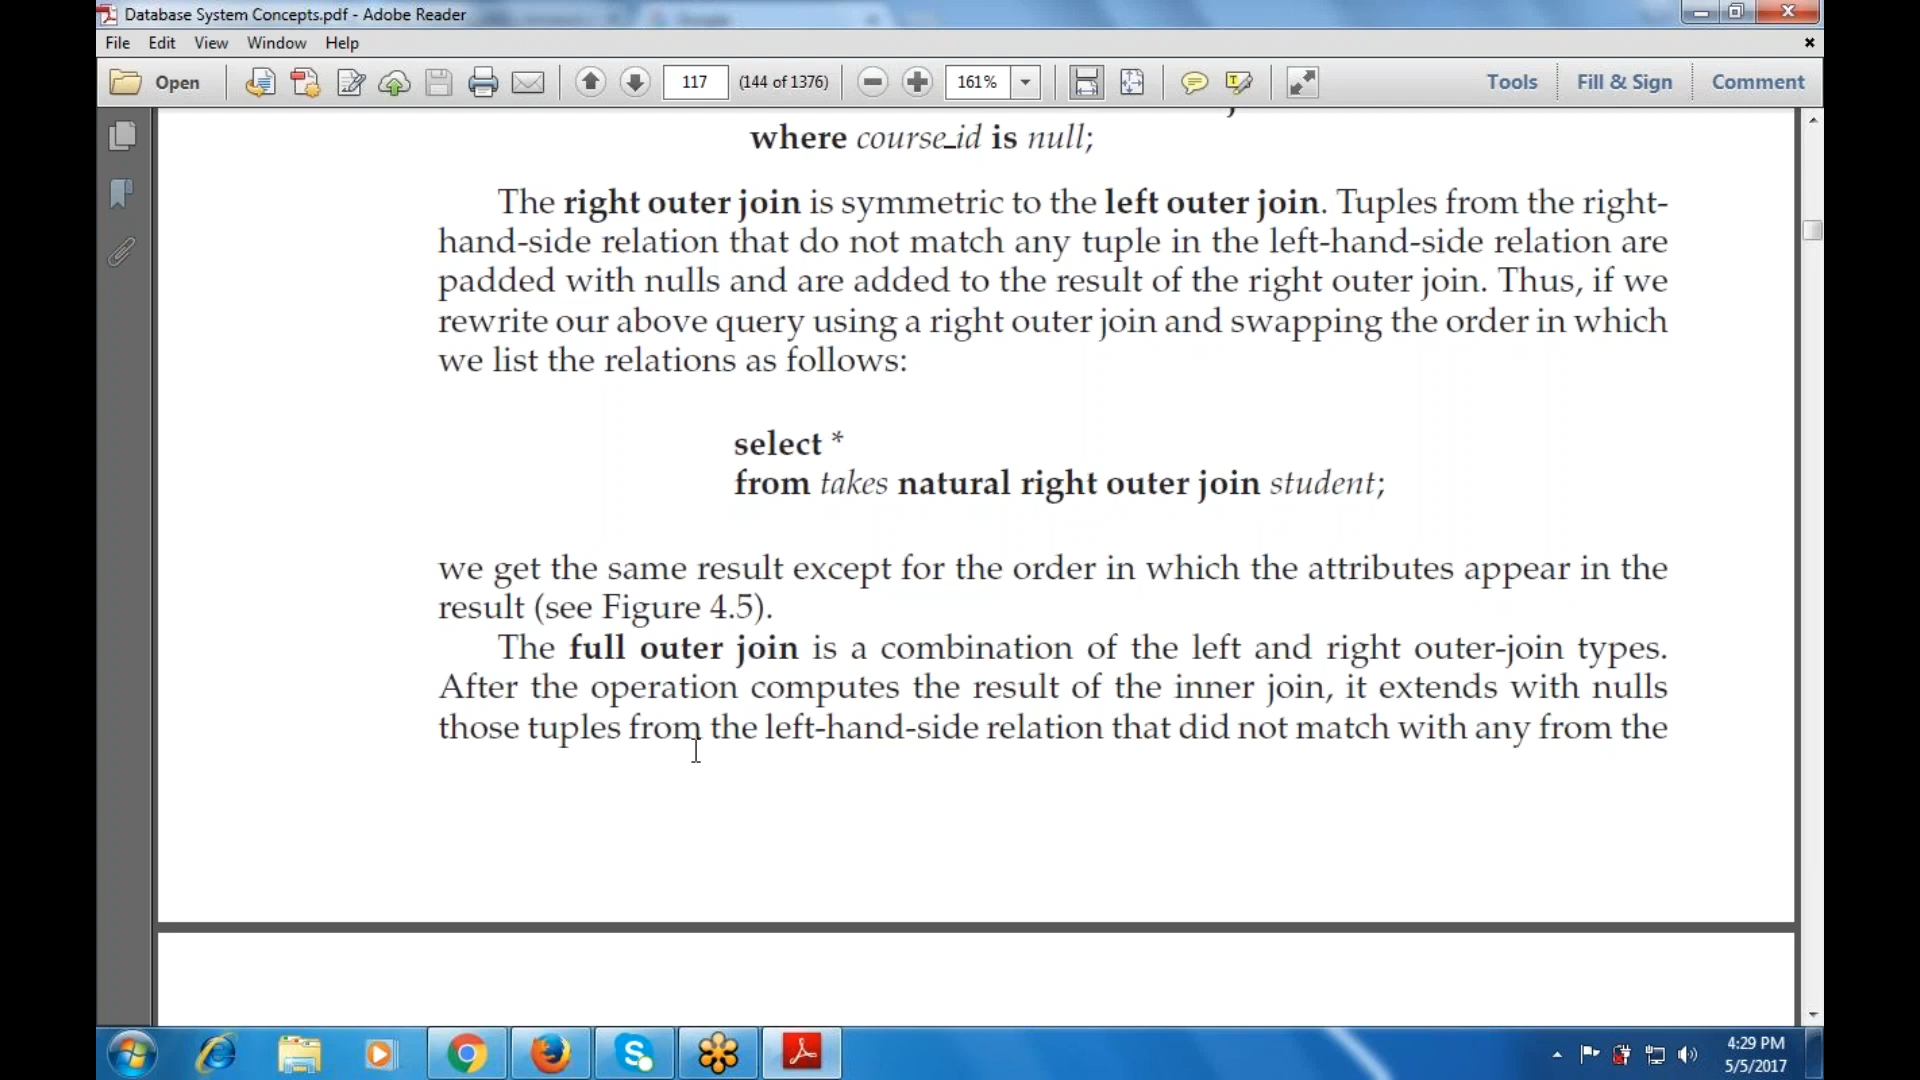 Database System Concepts.pdf - Adobe Reader
File Edit View Window Help
Open 117 (144 of 1376) 161% Tools Fill & Sign Comment
where course_id is null;
The right outer join is symmetric to the left outer join. Tuples from the right-
hand-side relation that do not match any tuple in the left-hand-side relation are
padded with nulls and are added to the result of the right outer join. Thus, if we
rewrite our above query using a right outer join and swapping the order in which
we list the relations as follows:
select *
from takes natural right outer join student;
we get the same result except for the order in which the attributes appear in the
result (see Figure 4.5).
The full outer join is a combination of the left and right outer-join types.
After the operation computes the result of the inner join, it extends with nulls
those tuples from the left-hand-side relation that did not match with any from the
4:29 PM
5/5/2017